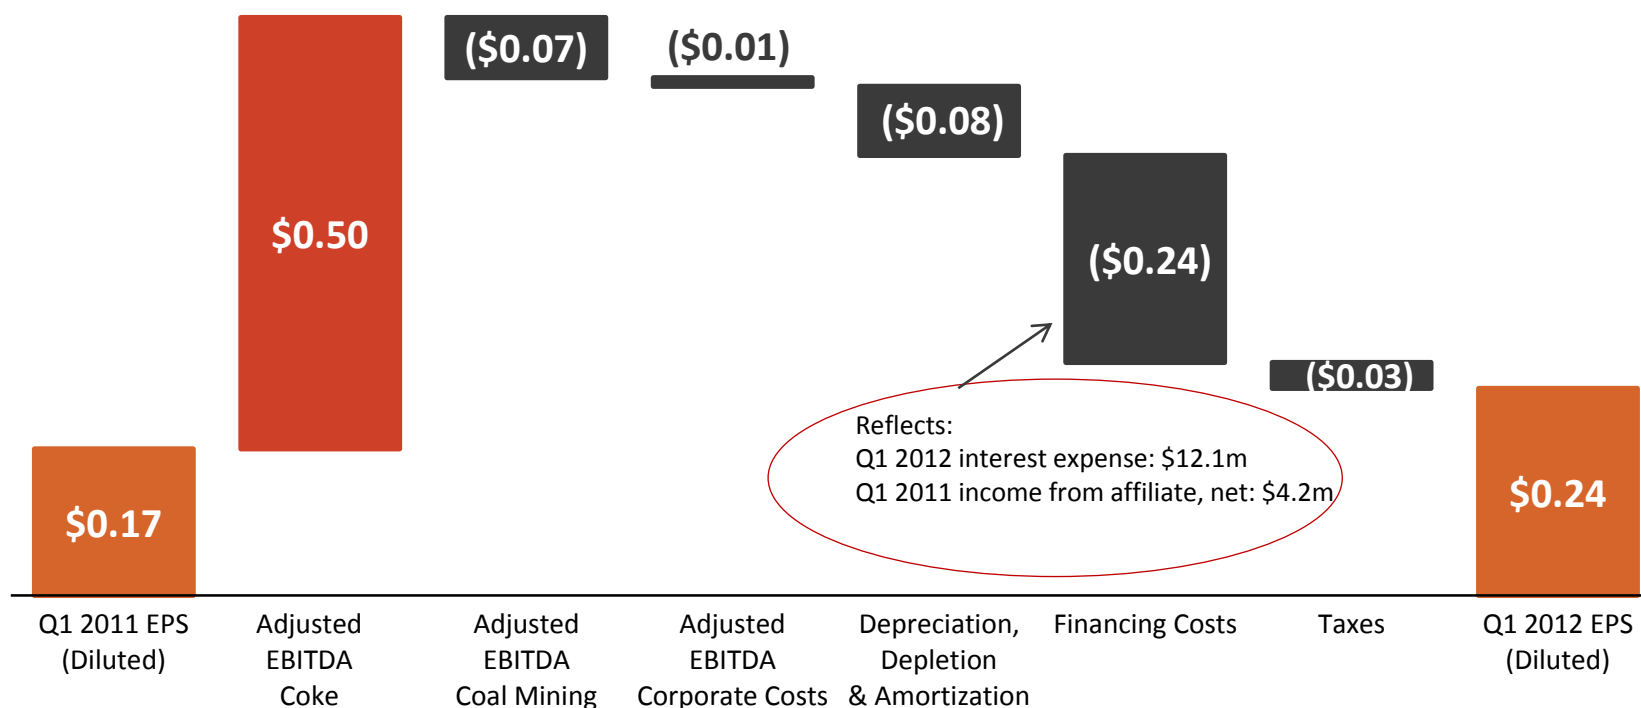 ($0.07)
($0.01)
($0.08)
$0.50
($0.24)
($0.03)
Reflects:
Q1 2012 interest expense: $12.1m
Q1 2011 income from affiliate, net: $4.2m
$0.17
$0.24
Q1 2011 EPS
(Diluted)
Adjusted
EBITDA
Coke
Adjusted
EBITDA
Coal Mining
Adjusted
EBITDA
Corporate Costs
Depreciation,
Depletion
& Amortization
Financing Costs
Taxes
Q1 2012 EPS
(Diluted)